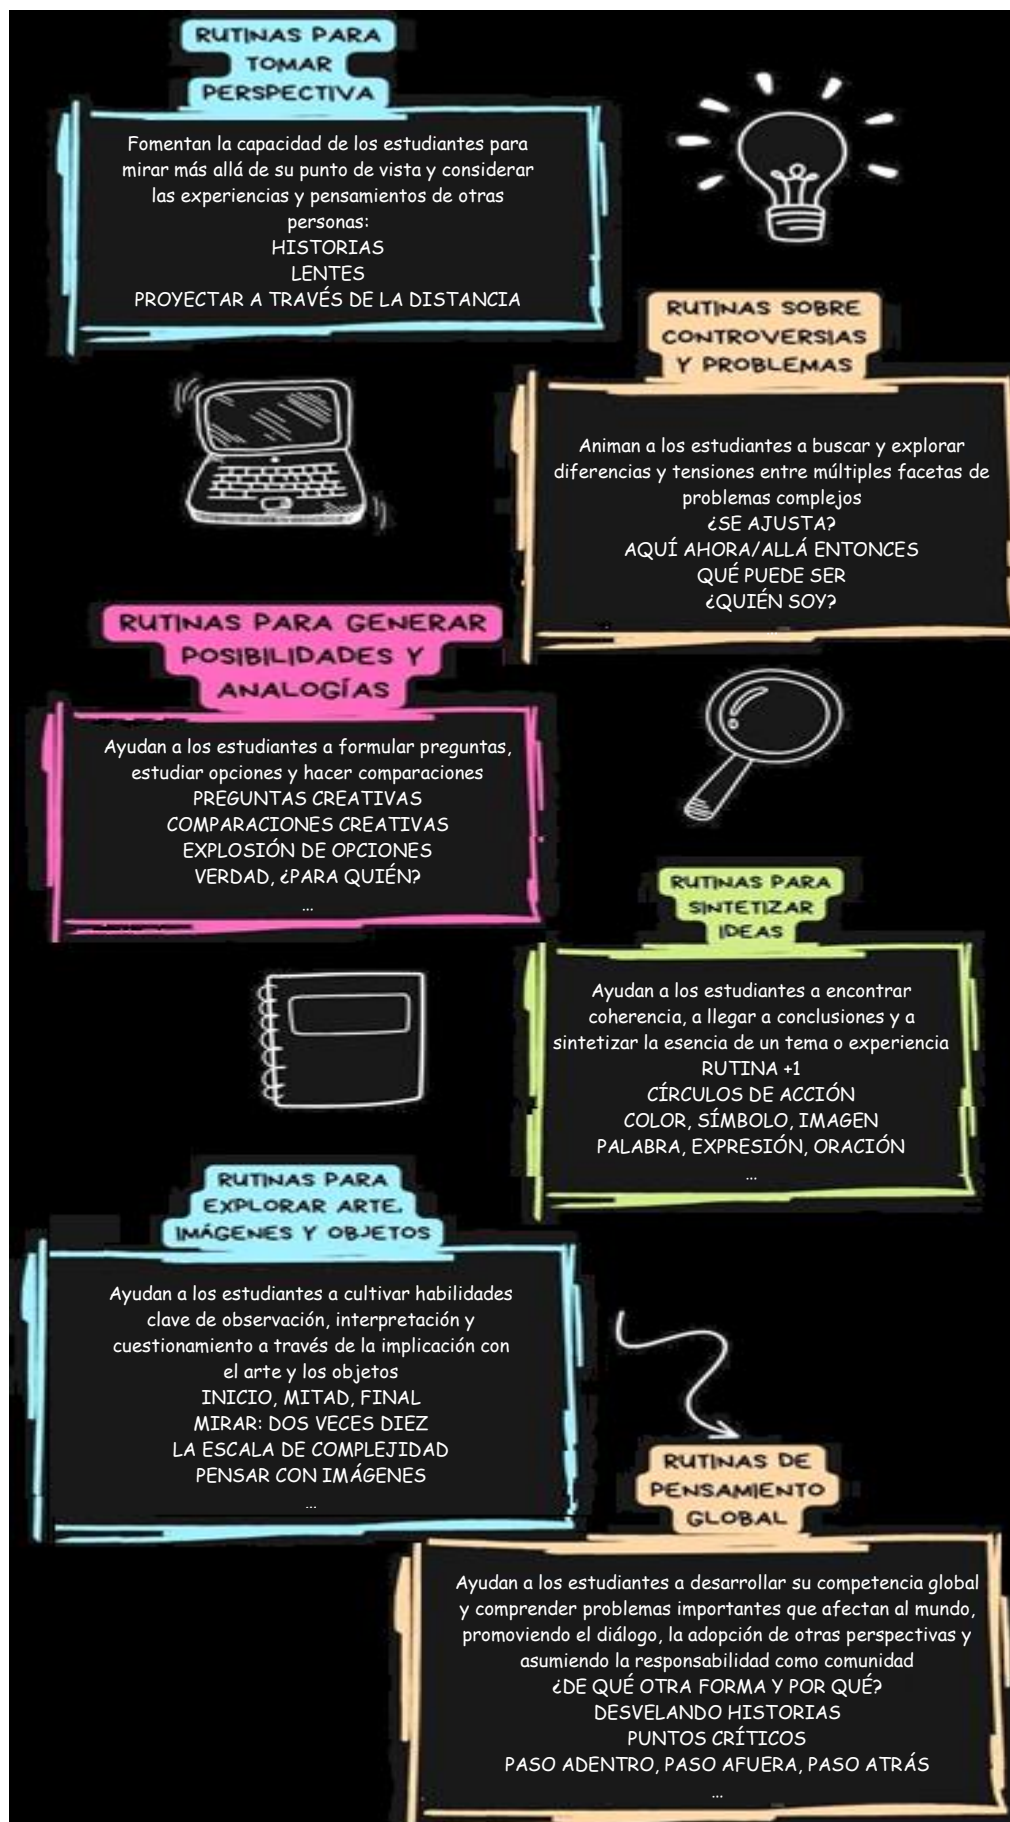 RUTINAS PARA
TOMAR
PERSPECTIVA
Fomentan la capacidad de los estudiantes para
mirar más allá de su punto de vista y considerar
las experiencias y pensamientos de otras
personas:
HISTORIAS
LENTES
PROYECTAR A TRAVÉS DE LA DISTANCIA
RUTINAS SOBRE
CONTROVERSIAS
Y PROBLEMAS
Animan a los estudiantes a buscar y explorar
diferencias y tensiones entre múltiples facetas de
problemas complejos
¿SE AJUSTA?
AQUÍ AHORA/ALLÁ ENTONCES
QUÉ PUEDE SER
¿QUIÉN SOY?
...
RUTINAS PARA GENERAR
POSIBILIDADES Y
ANALOGÍAS
Ayudan a los estudiantes a formular preguntas,
estudiar opciones y hacer comparaciones
PREGUNTAS CREATIVAS
COMPARACIONES CREATIVAS
EXPLOSIÓN DE OPCIONES
VERDAD, ¿PARA QUIÉN?
...
RUTINAS PARA
SINTETIZAR
IDEAS
Ayudan a los estudiantes a encontrar
coherencia, a llegar a conclusiones y a
sintetizar la esencia de un tema o experiencia
RUTINA +1
CÍRCULOS DE ACCIÓN
COLOR, SÍMBOLO, IMAGEN
PALABRA, EXPRESIÓN, ORACIÓN
...
RUTINAS PARA
EXPLORAR ARTE,
IMÁGENES Y OBJETOS
Ayudan a los estudiantes a cultivar habilidades
clave de observación, interpretación y
cuestionamiento a través de la implicación con
el arte y los objetos
INICIO, MITAD, FINAL
MIRAR: DOS VECES DIEZ
LA ESCALA DE COMPLEJIDAD
PENSAR CON IMÁGENES
...
RUTINAS DE
PENSAMIENTO
GLOBAL
Ayudan a los estudiantes a desarrollar su competencia global
y comprender problemas importantes que afectan al mundo,
promoviendo el diálogo, la adopción de otras perspectivas y
asumiendo la responsabilidad como comunidad
¿DE QUÉ OTRA FORMA Y POR QUÉ?
DESVELANDO HISTORIAS
PUNTOS CRÍTICOS
PASO ADENTRO, PASO AFUERA, PASO ATRÁS
...